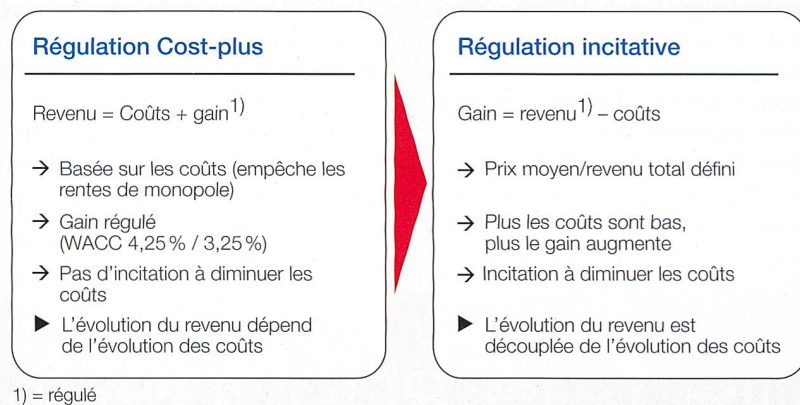 Régulation Cost-plus
Revenu = Coûts + gain1)
→ Basée sur les coûts (empêche les
rentes de monopole)
→ Gain régulé
(WACC 4,25 % / 3,25 %)
→ Pas d'incitation à diminuer les
coûts
▶ L'évolution du revenu dépend
de l'évolution des coûts
Régulation incitative
Gain = revenu1) – coûts
→ Prix moyen/revenu total défini
→ Plus les coûts sont bas,
plus le gain augmente
→ Incitation à diminuer les coûts
▶ L'évolution du revenu est
découplée de l'évolution des coûts
1) = régulé